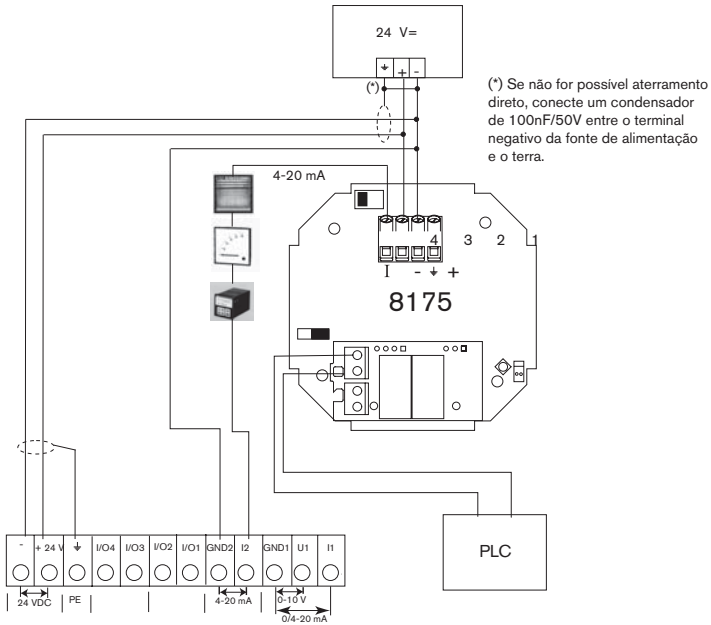 24 V=
+ -
(*)
(*) Se não for possível aterramento
direto, conecte um condensador
de 100nF/50V entre o terminal
negativo da fonte de alimentação
e o terra.
4-20 mA
4 3 2 1
I - +
8175
PLC
- + 24 V I/O4 I/O3 I/O2 I/O1 GND2 I2 GND1 U1 I1
24 VDC PE 4-20 mA 0-10 V
0/4-20 mA